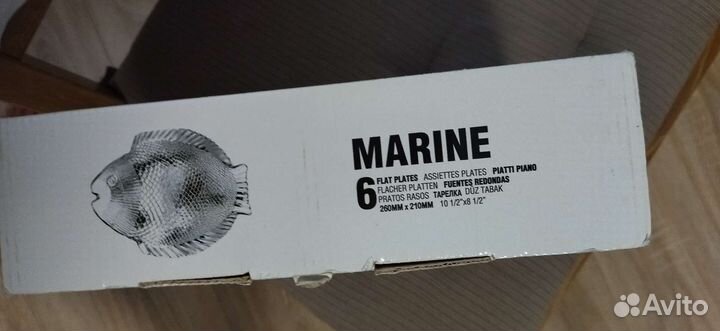 MARINE
6 FLAT PLATES ASSIETTES PLATES PIATTI PIANO
FLACHER PLATTEN FUENTES REDONDAS
PRATOS RASOS ТАРЕЛКА DÜZ TABAK
260MM x 210MM 10 1/2"x8 1/2"
Avito